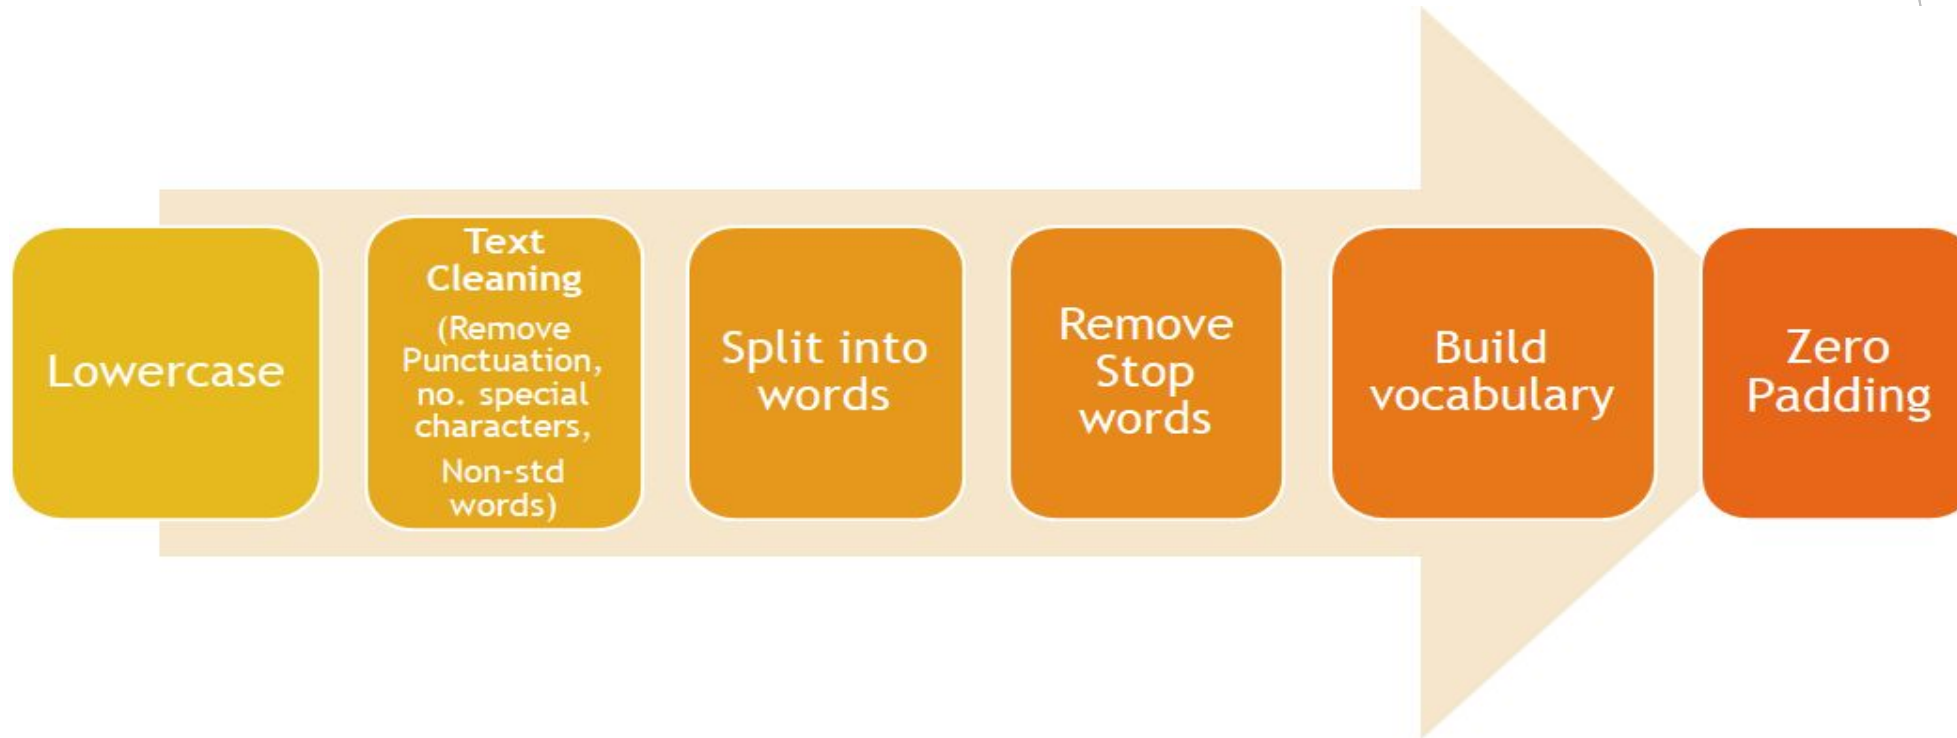 Lowercase
Text
Cleaning
(Remove
Punctuation,
no. special
characters,
Non-std
words)
Split into
words
Remove
Stop
words
Build
vocabulary
Zero
Padding